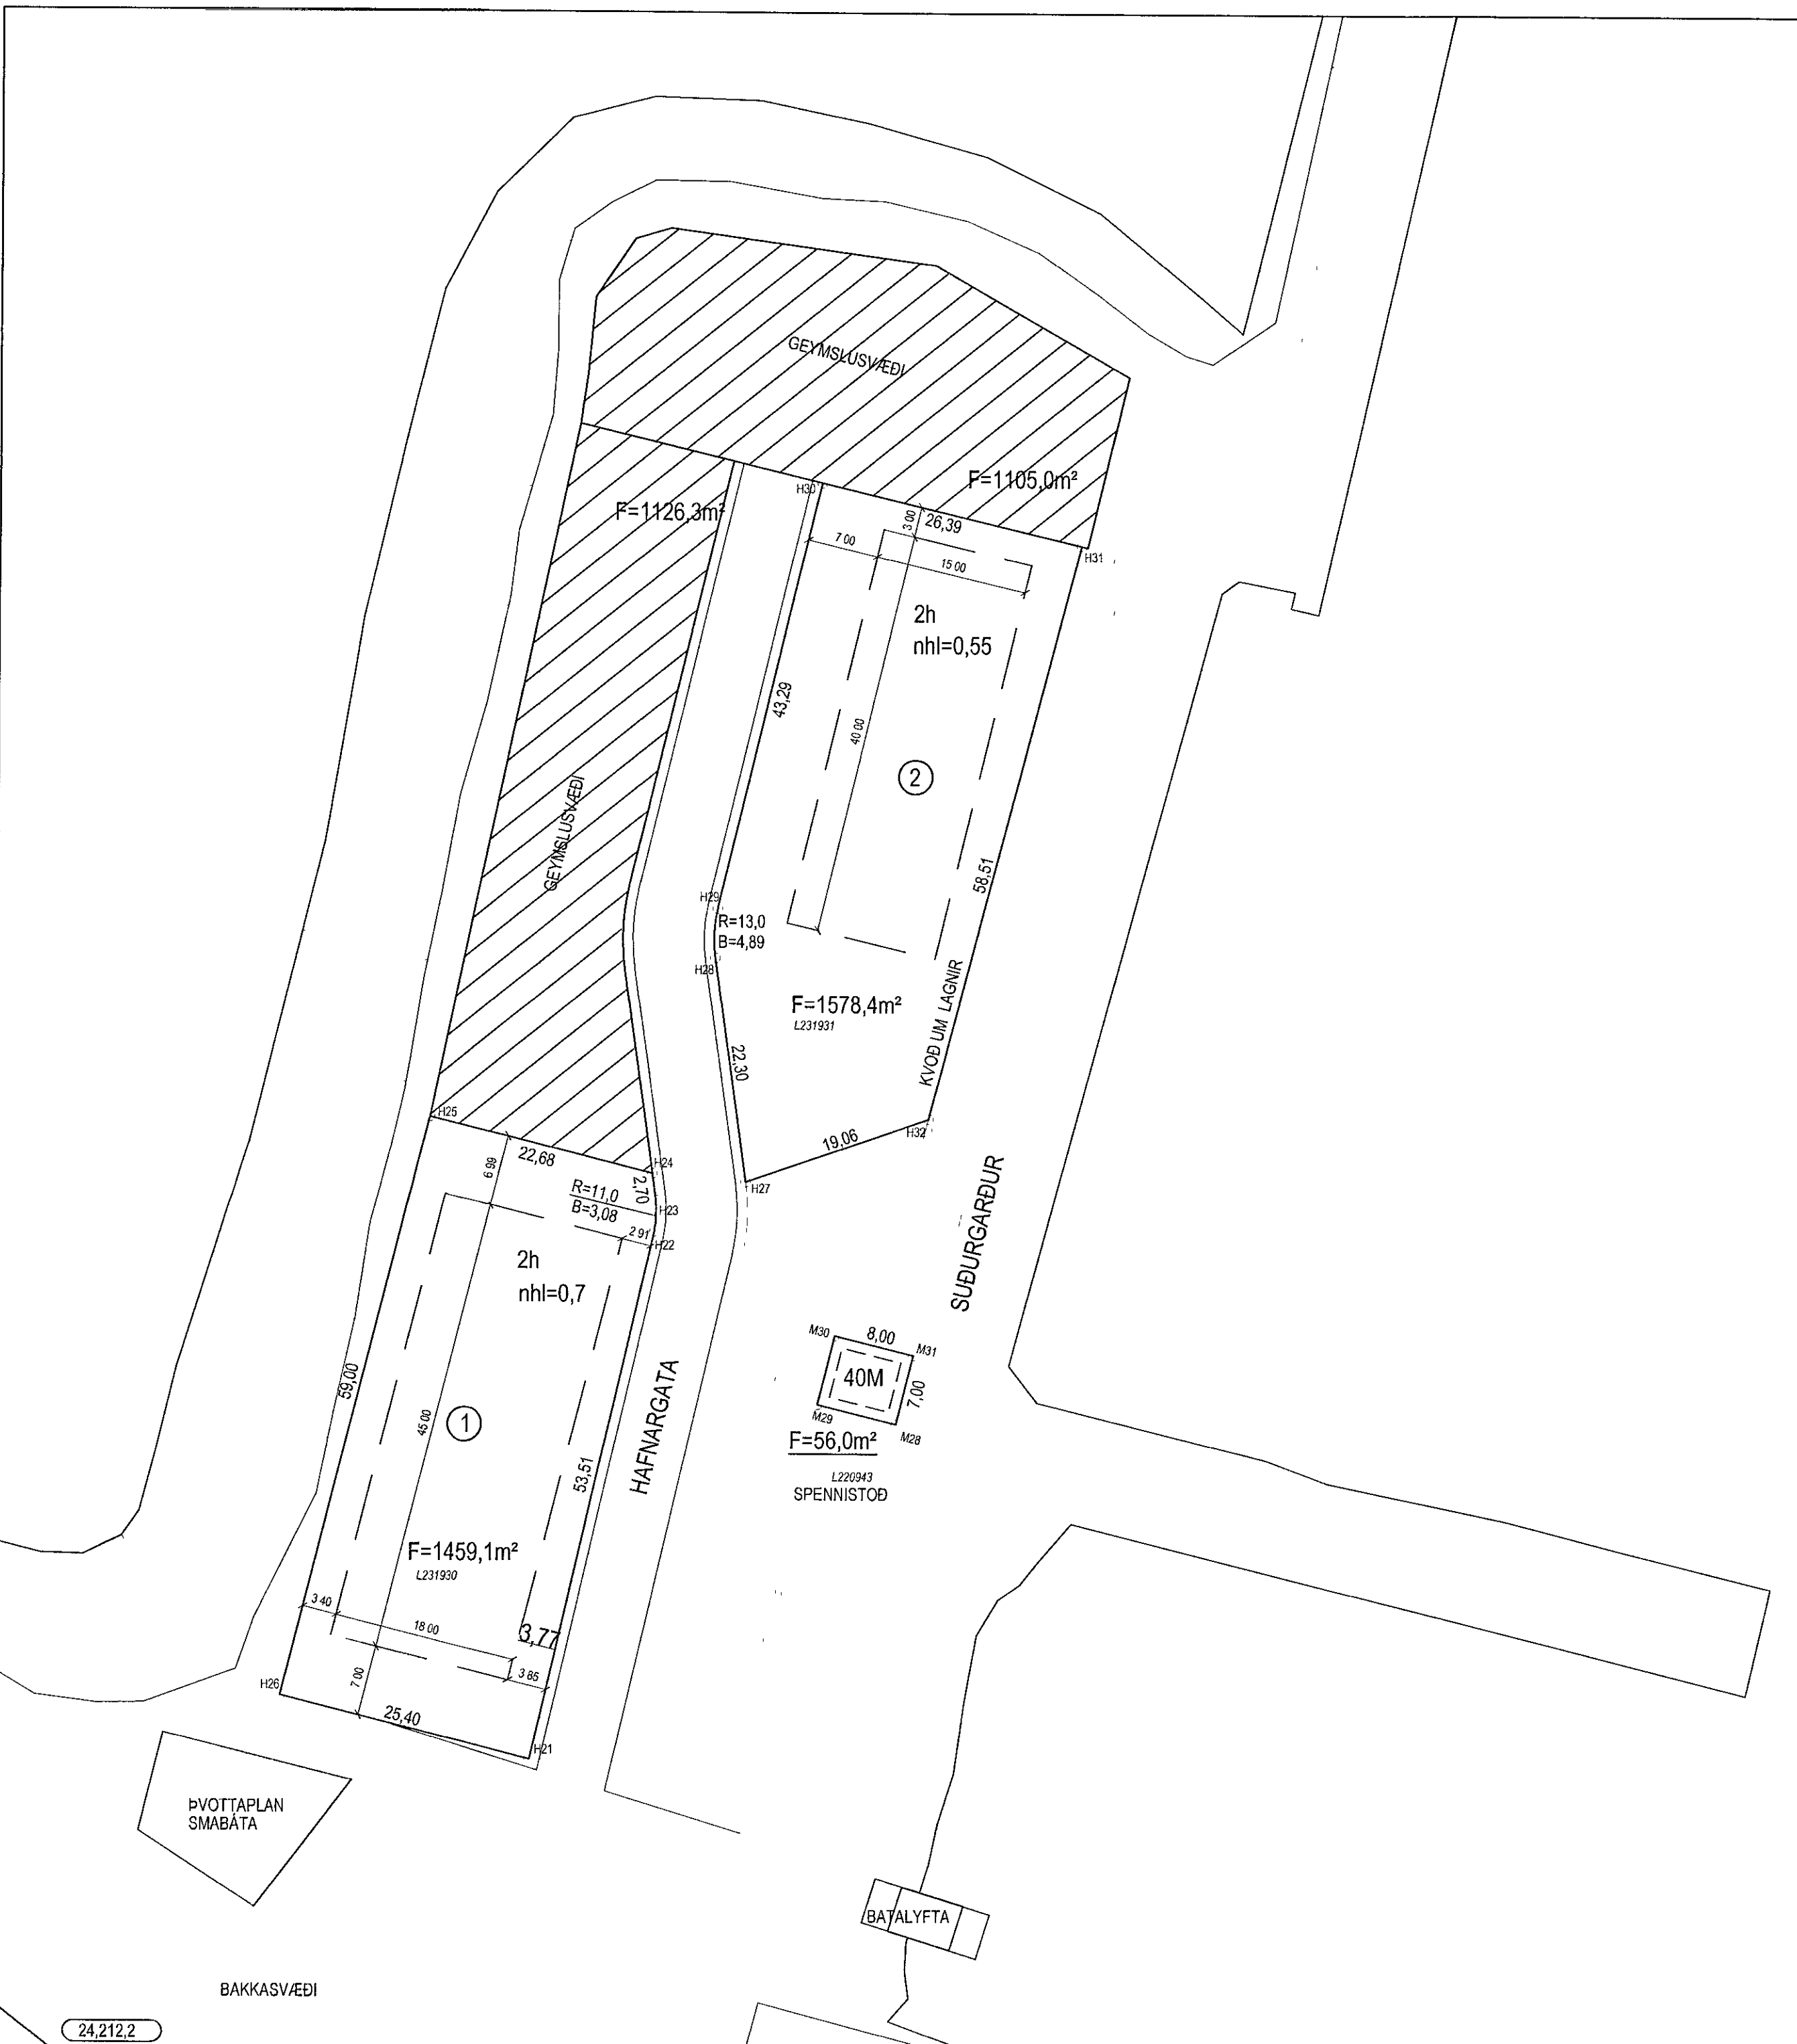 GEYMSLUSVÆÐI
F=1105,0m²
F=1126,3m²
H30
3 00
26,39
7 00
15 00
H31
2h
nhl=0,55
43,29
40 00
2
GEYMSLUSVÆÐI
58,51
H29
R=13,0
B=4,89
H28
F=1578,4m²
L231931
KVOÐ UM LAGNIR
22,30
H25
19,06
H32
22,68
6 99
H24
2,70
H27
R=11,0
B=3,08
H23
2 91
H22
SUÐURGARÐUR
2h
nhl=0,7
M30
8,00
M31
40M
7,00
M29
M28
F=56,0m²
L220943
SPENNISTOÐ
HAFNARGATA
59,00
45 00
1
53,51
F=1459,1m²
L231930
3 40
18 00
3,77
3 85
7 00
H26
25,40
H21
ÞVOTTAPLAN
SMABÁTA
BATALYFTA
BAKKASVÆÐI
24,212,2